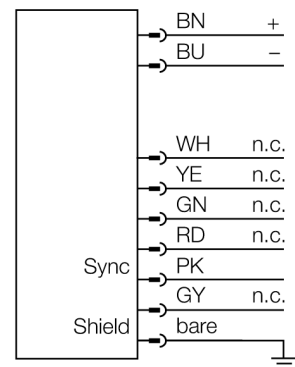 BN +
BU –
WH n.c.
YE n.c.
GN n.c.
RD n.c.
Sync PK
GY n.c.
Shield bare